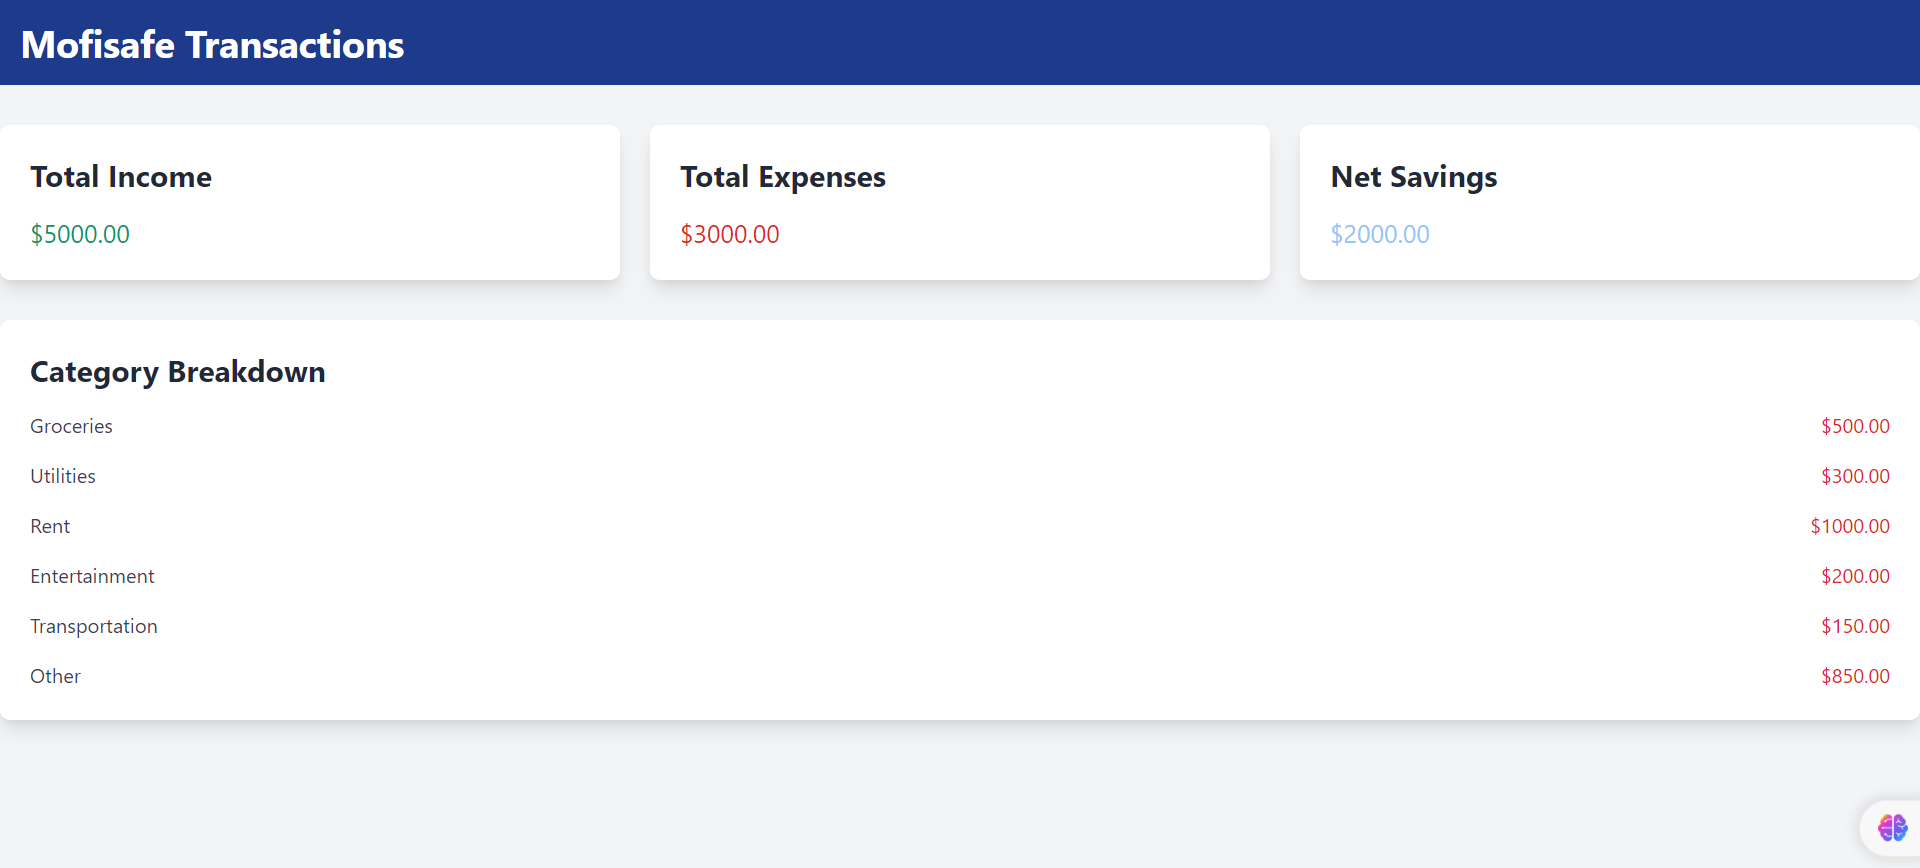 Mofisafe Transactions
Total Income
$5000.00
Total Expenses
$3000.00
Net Savings
$2000.00
Category Breakdown
Groceries $500.00
Utilities $300.00
Rent $1000.00
Entertainment $200.00
Transportation $150.00
Other $850.00